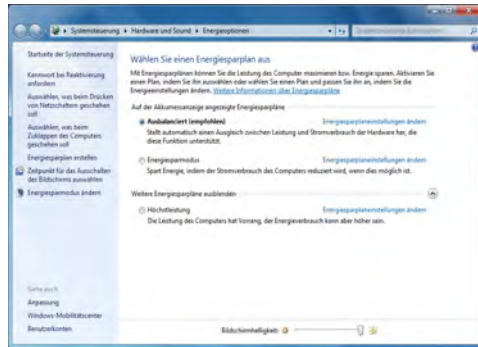 Systemsteuerung ▸ Hardware und Sound ▸ Energieoptionen
Startseite der Systemsteuerung
Kennwort bei Reaktivierung
anfordern
Auswählen, was beim Drücken
von Netzschaltern geschehen
soll
Auswählen, was beim
Zuklappen des Computers
geschehen soll
Energiesparplan erstellen
Zeitpunkt für das Ausschalten
des Bildschirms auswählen
Energiesparmodus ändern
Siehe auch
Anpassung
Windows-Mobilitätscenter
Benutzerkonten
Wählen Sie einen Energiesparplan aus
Mit Energiesparplänen können Sie die Leistung des Computer maximieren bzw. Energie sparen. Aktivieren Sie
einen Plan, indem Sie ihn auswählen oder wählen Sie einen Plan und passen Sie ihn an, indem Sie die
Energieeinstellungen ändern. Weitere Informationen über Energiesparpläne
Auf der Akkumessanzeige angezeigte Energiesparpläne
Ausbalanciert (empfohlen) Energiesparplaneinstellungen ändern
Stellt automatisch einen Ausgleich zwischen Leistung und Stromverbrauch der Hardware her, die
diese Funktion unterstützt.
Energiesparmodus Energiesparplaneinstellungen ändern
Spart Energie, indem der Stromverbrauch des Computers reduziert wird, wenn dies möglich ist.
Weitere Energiesparpläne ausblenden
Höchstleistung Energiesparplaneinstellungen ändern
Die Leistung des Computers hat Vorrang, der Energieverbrauch kann aber höher sein.
Bildschirmhelligkeit: